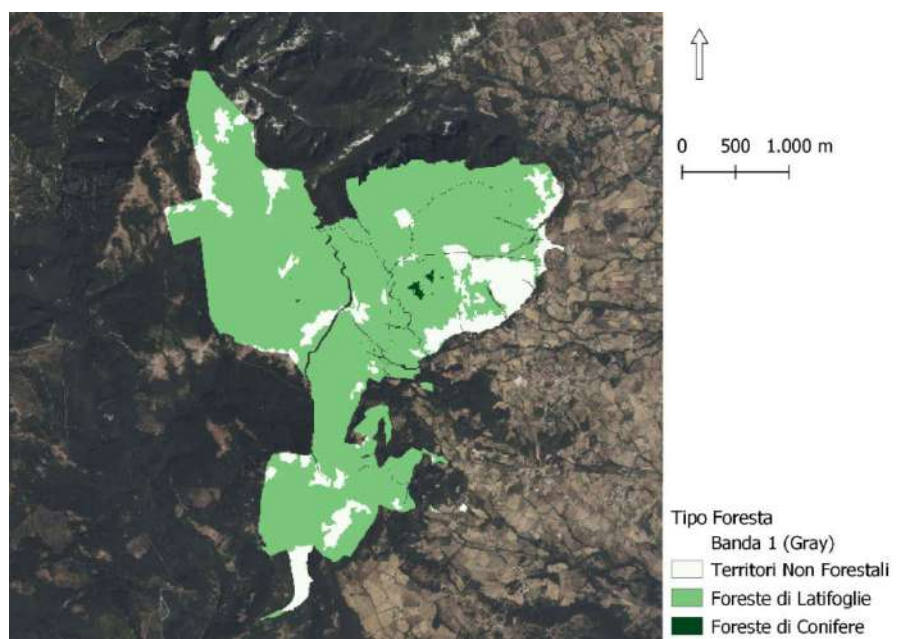 0 500 1.000 m
Tipo Foresta
Banda 1 (Gray)
Territori Non Forestali
Foreste di Latifoglie
Foreste di Conifere